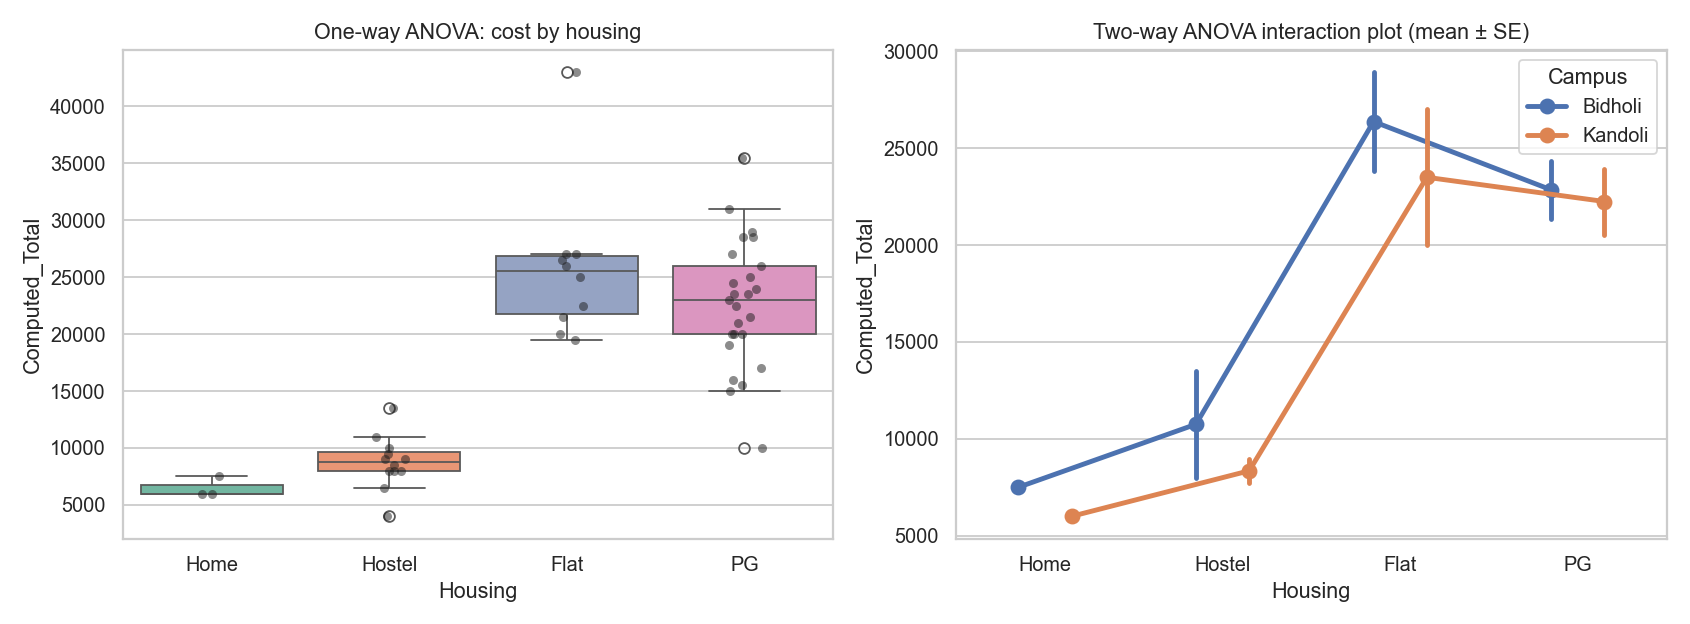 One-way ANOVA: cost by housing
Computed_Total
40000
35000
30000
25000
20000
15000
10000
5000
Home Hostel Flat PG
Housing
Two-way ANOVA interaction plot (mean ± SE)
Computed_Total
30000
25000
20000
15000
10000
5000
Campus
Bidholi
Kandoli
Home Hostel Flat PG
Housing